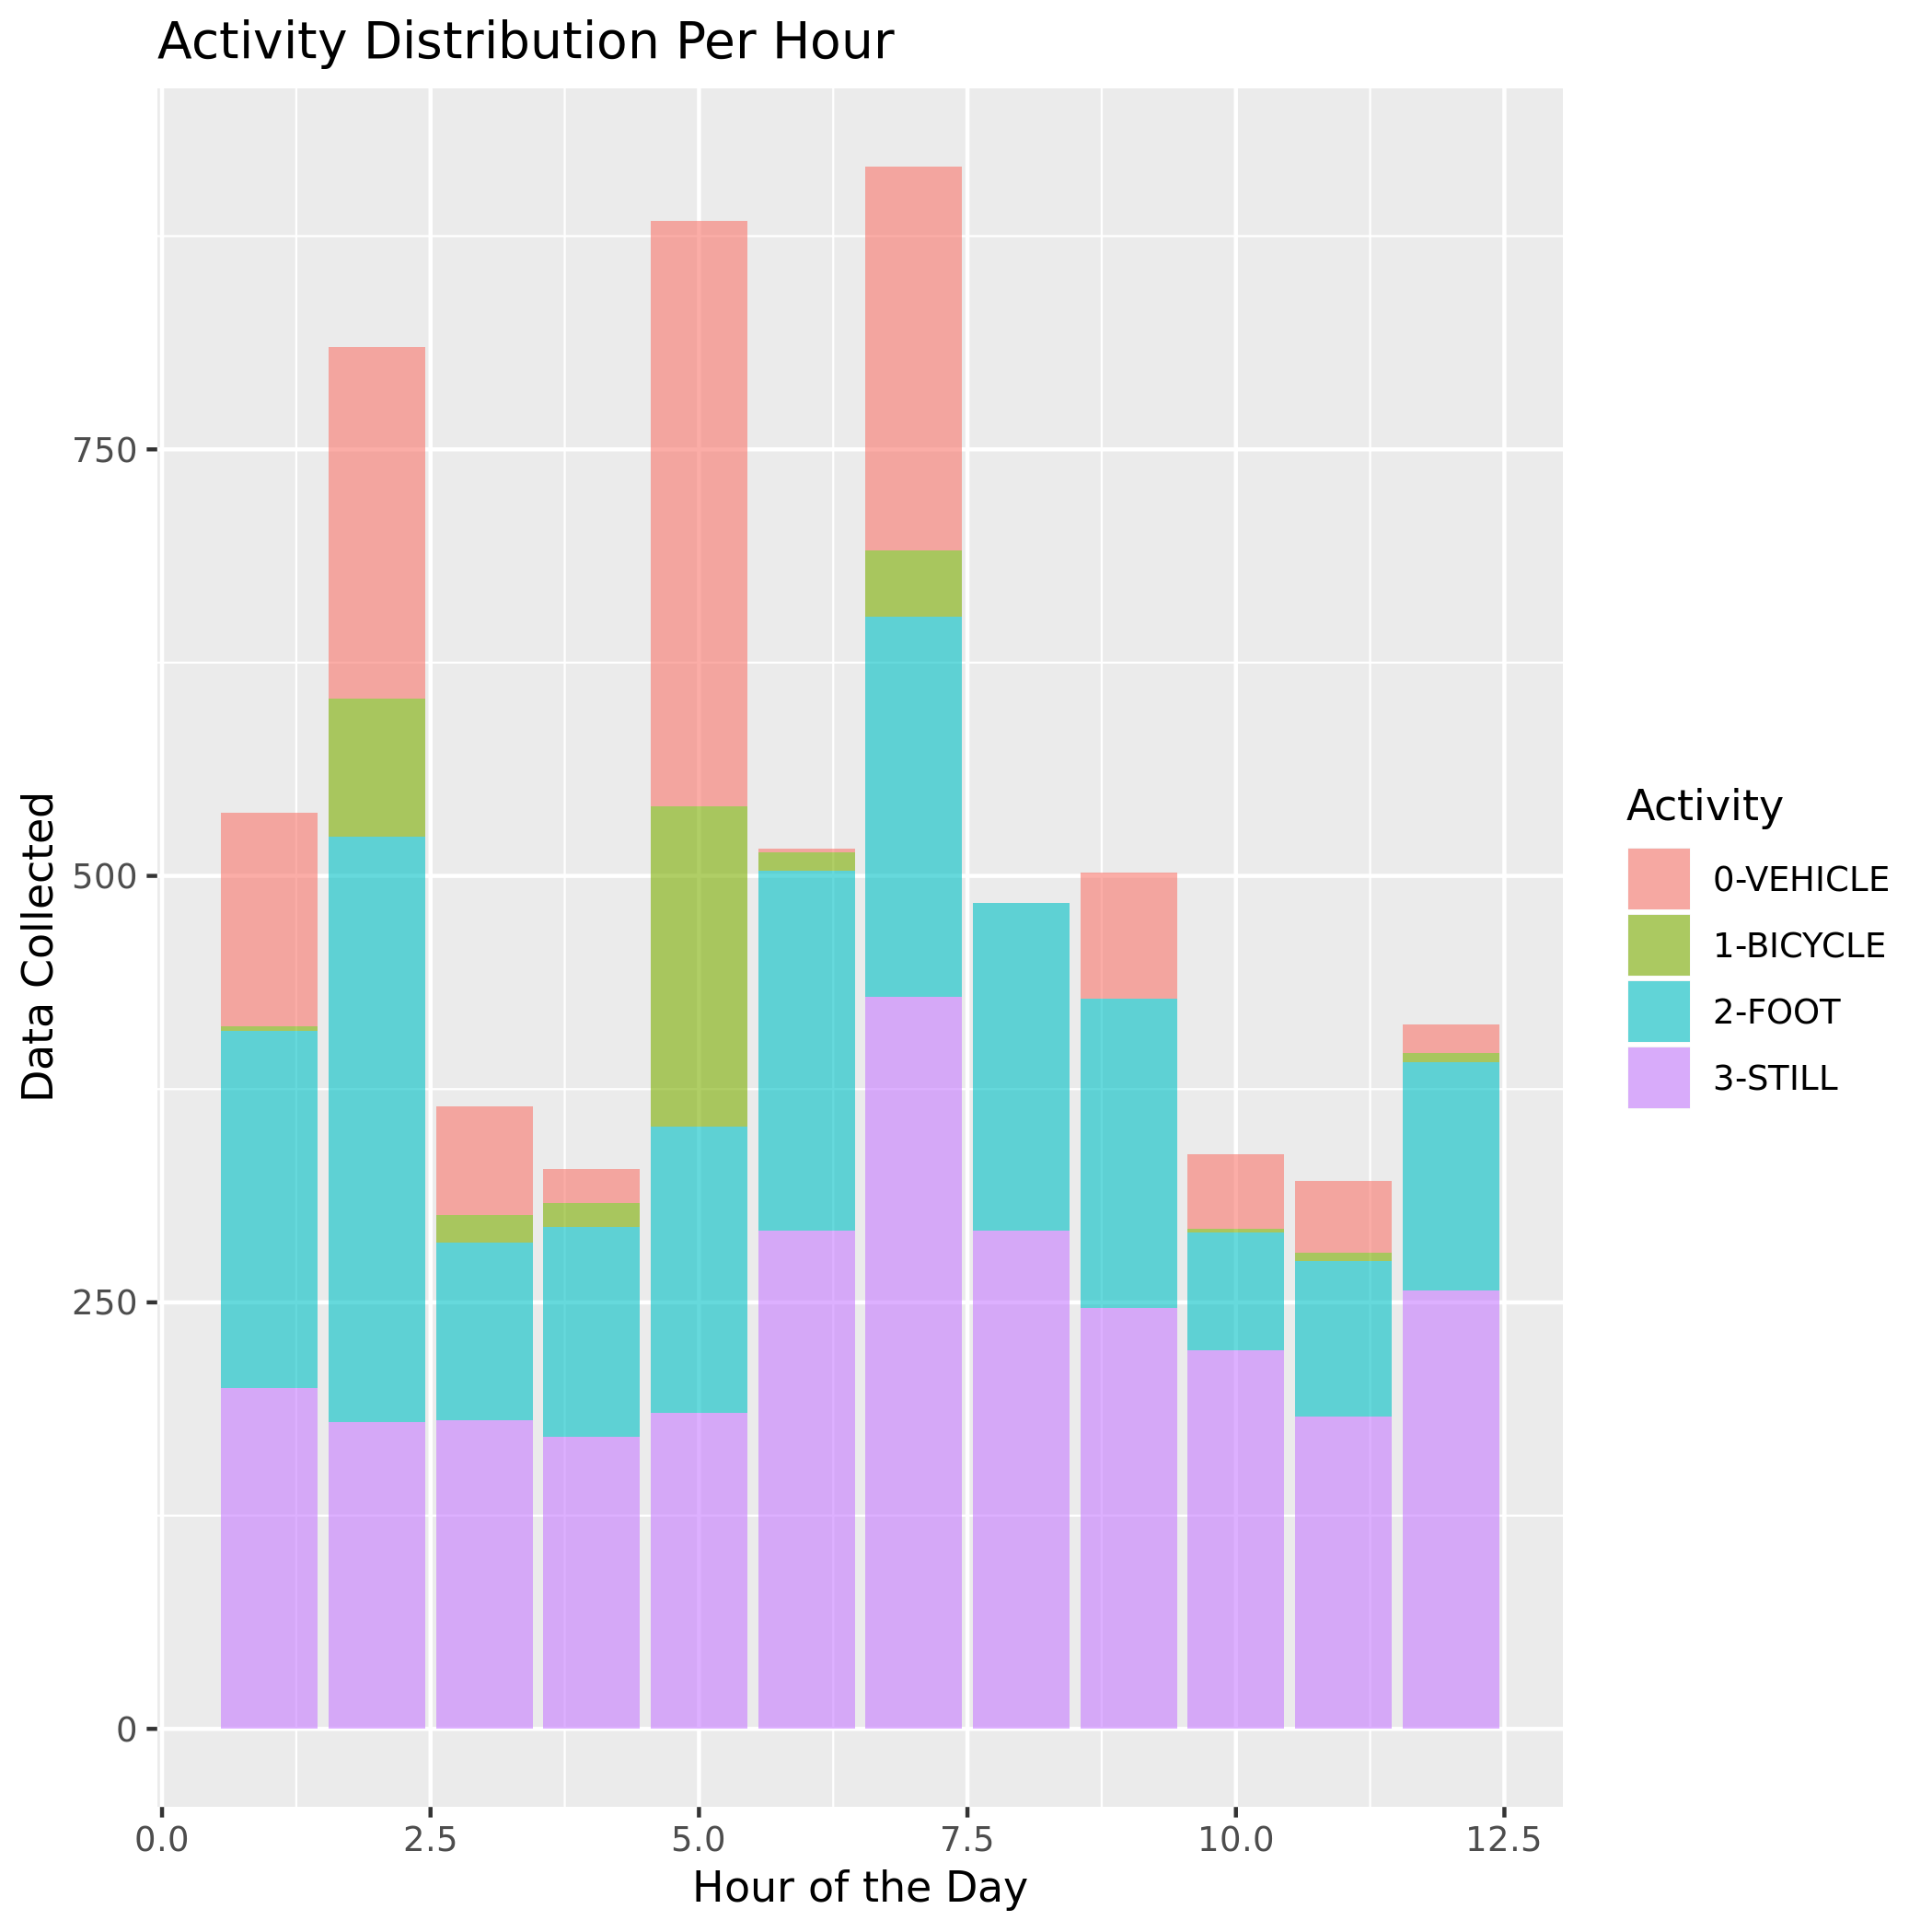 Activity Distribution Per Hour
Data Collected
750
500
250
0
0.0 2.5 5.0 7.5 10.0 12.5
Hour of the Day
Activity
0-VEHICLE
1-BICYCLE
2-FOOT
3-STILL